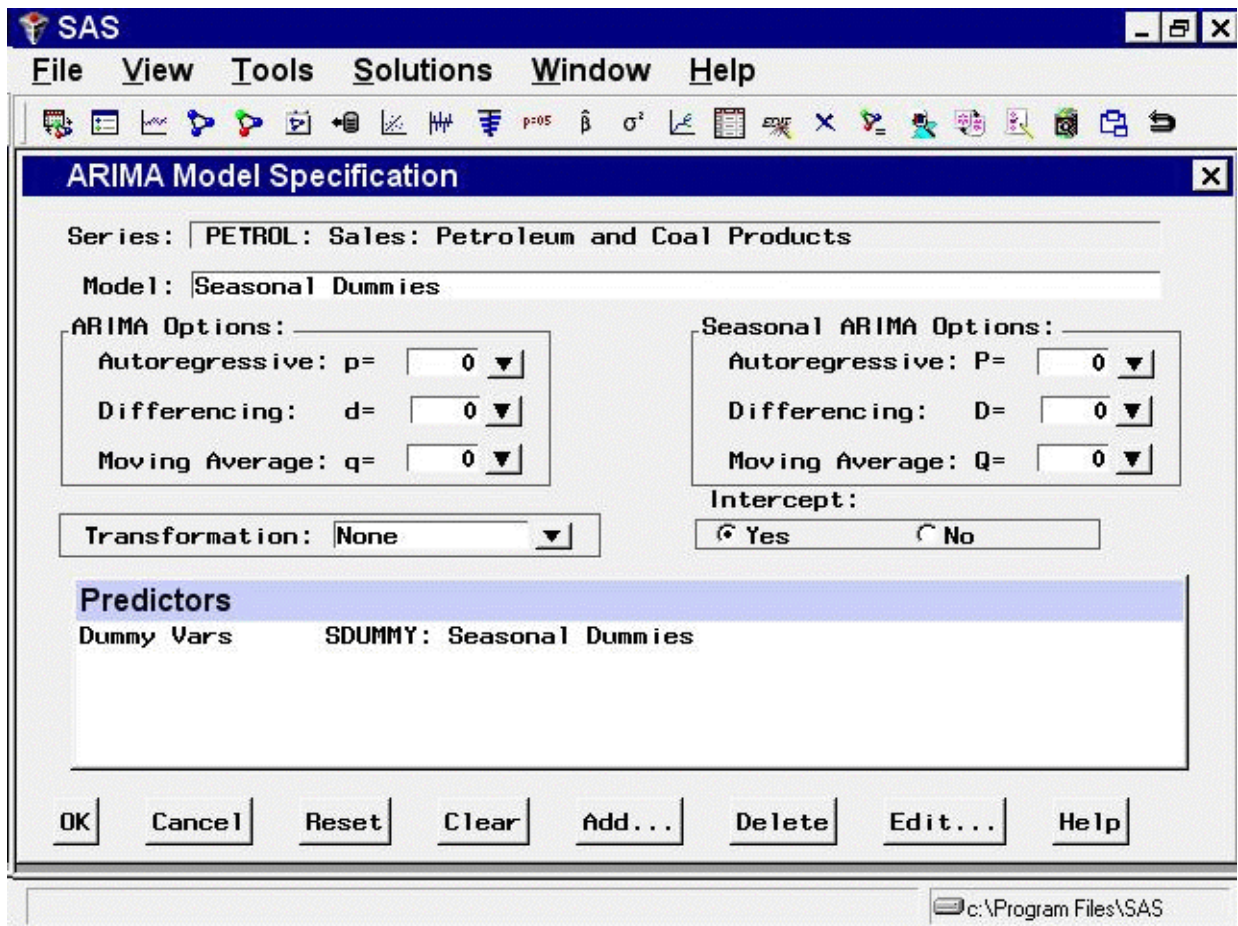 SAS
File View Tools Solutions Window Help
p=05 β̂ σ² EDIT
ARIMA Model Specification
Series: PETROL: Sales: Petroleum and Coal Products
Model: Seasonal Dummies
ARIMA Options:
Autoregressive: p= 0
Differencing: d= 0
Moving Average: q= 0
Seasonal ARIMA Options:
Autoregressive: P= 0
Differencing: D= 0
Moving Average: Q= 0
Transformation: None
Intercept:
Yes No
Predictors
Dummy Vars SDUMMY: Seasonal Dummies
OK Cancel Reset Clear Add... Delete Edit... Help
c:\Program Files\SAS